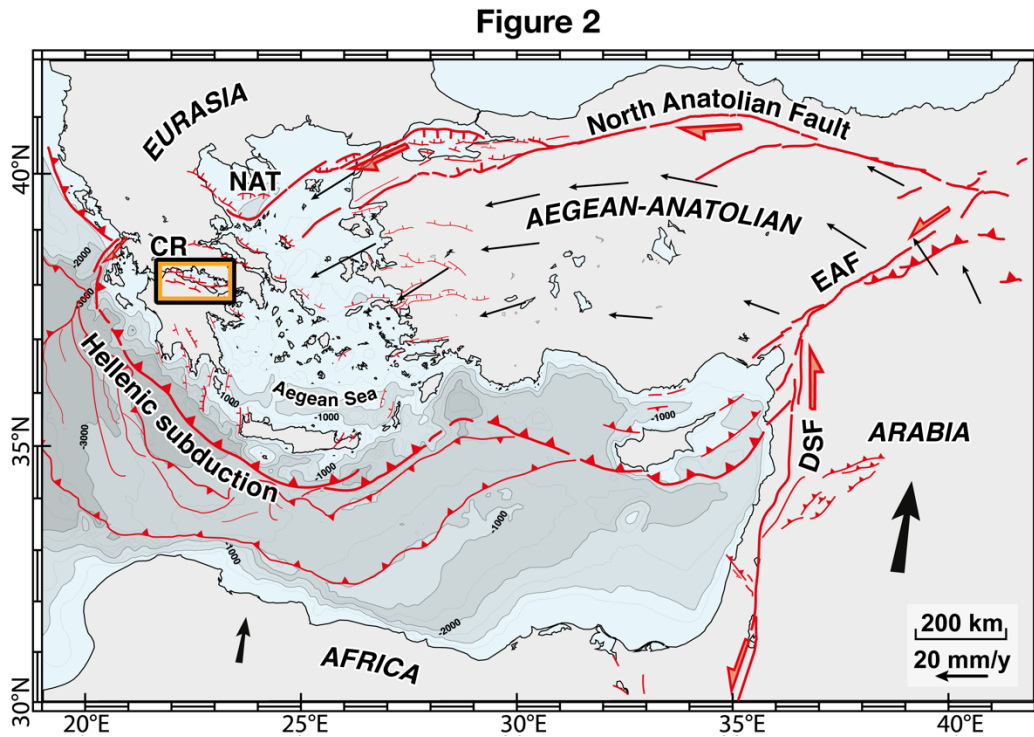 Figure 2
EURASIA
North Anatolian Fault
40°N
NAT
AEGEAN-ANATOLIAN
-2000
CR
-3000
EAF
Hellenic subduction
-1000
Aegean Sea
-1000
-1000
35°N
-3000
DSF
ARABIA
-1000
-1000
-1000
-2000
200 km
20 mm/y
AFRICA
30°N
20°E
25°E
30°E
35°E
40°E